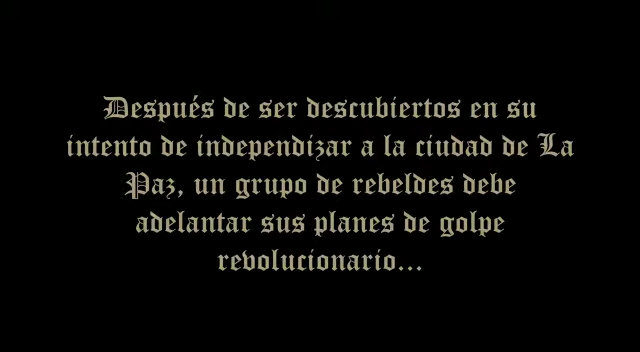 Después de ser descubiertos en su
intento de independizar a la ciudad de La
Paz, un grupo de rebeldes debe
adelantar sus planes de golpe
revolucionario...